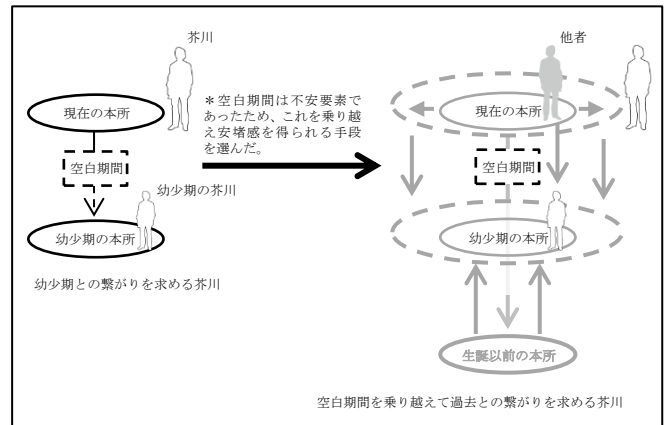 芥川
現在の本所
空白期間
幼少期の芥川
幼少期の本所
幼少期との繋がりを求める芥川
＊空白期間は不安要素で
あったため、これを乗り越
え安堵感を得られる手段
を選んだ。
他者
現在の本所
空白期間
幼少期の本所
生誕以前の本所
空白期間を乗り越えて過去との繋がりを求める芥川